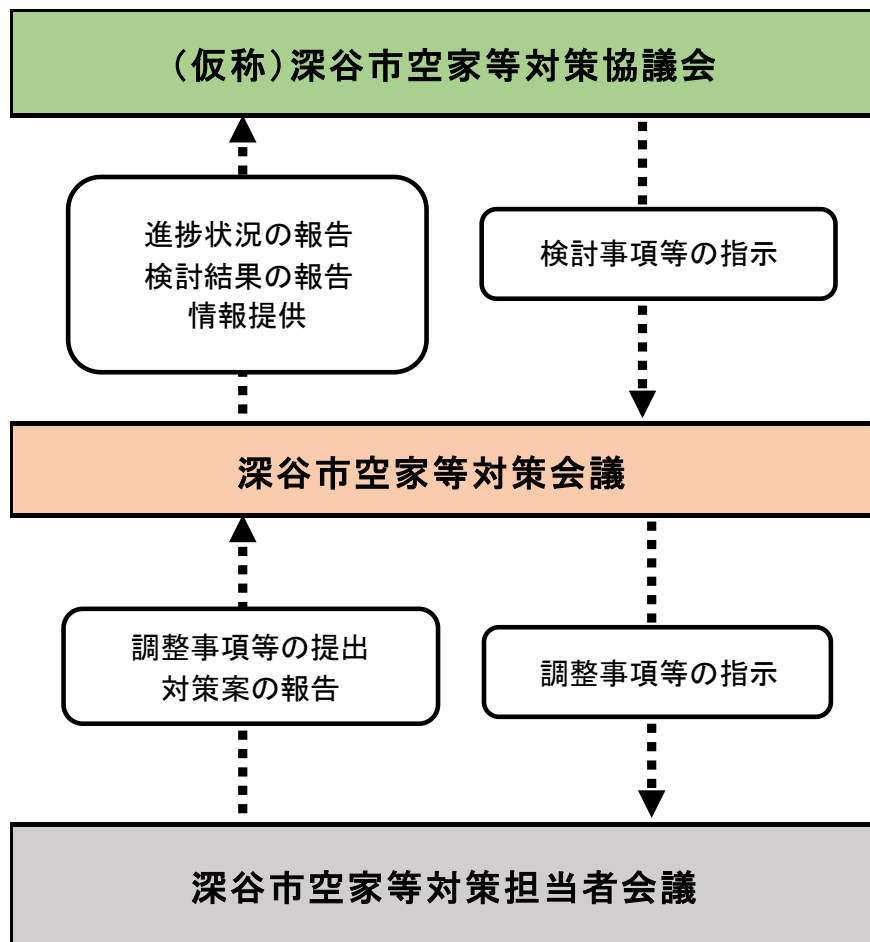 （仮称）深谷市空家等対策協議会
進捗状況の報告
検討結果の報告
情報提供
検討事項等の指示
深谷市空家等対策会議
調整事項等の提出
対策案の報告
調整事項等の指示
深谷市空家等対策担当者会議